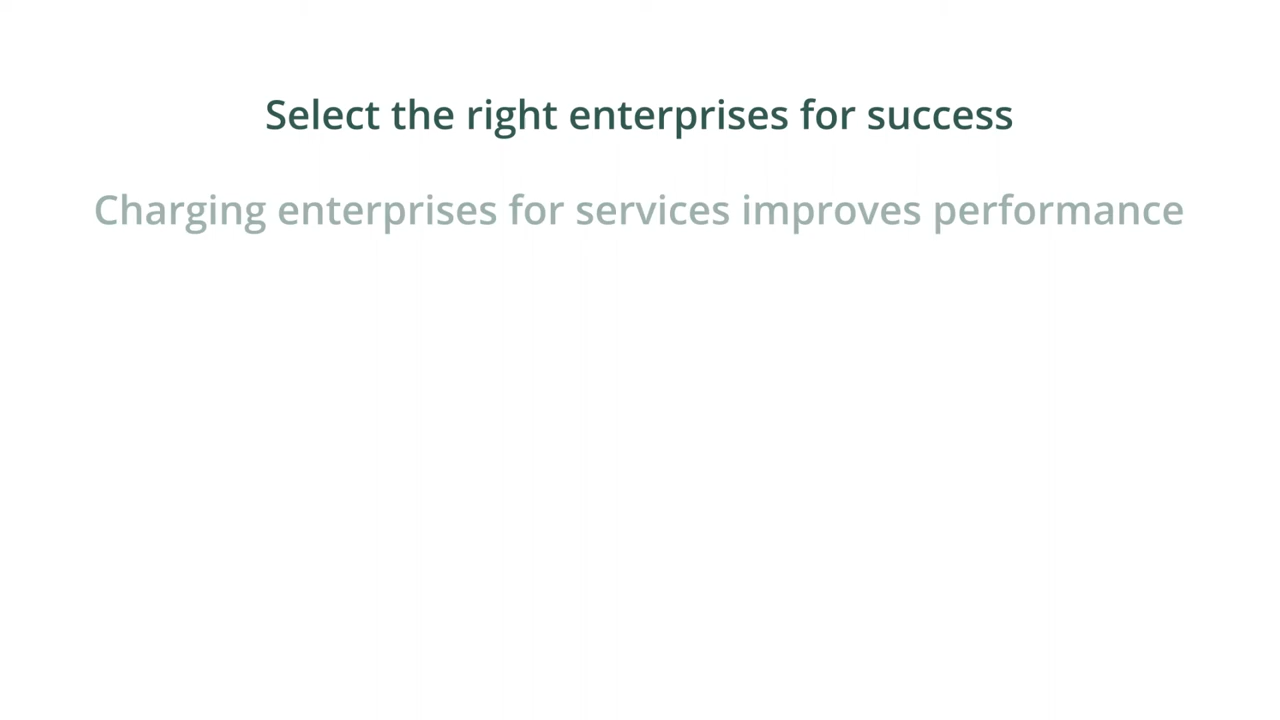 Select the right enterprises for success
Charging enterprises for services improves performance